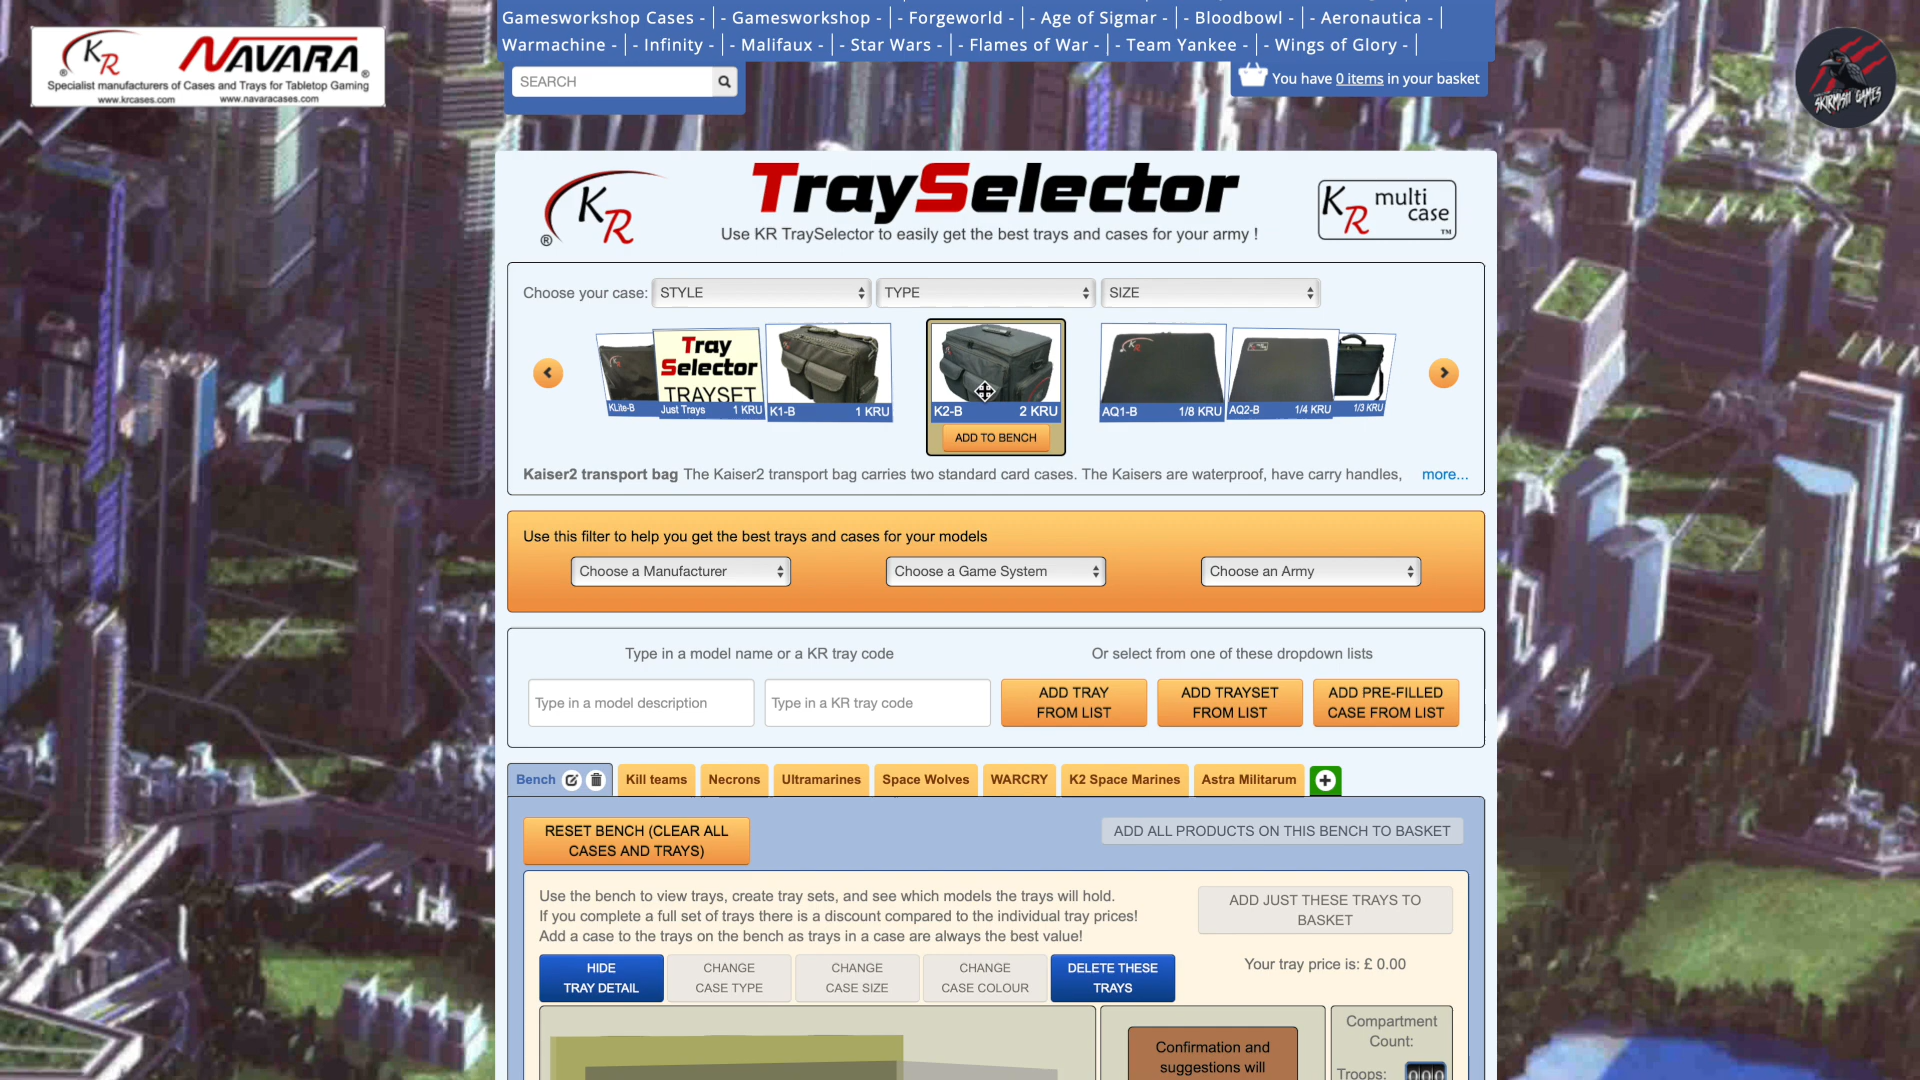 Gamesworkshop Cases - | - Gamesworkshop - | - Forgeworld - | - Age of Sigmar - | - Bloodbowl - | - Aeronautica - |
Warmachine - | - Infinity - | - Malifaux - | - Star Wars - | - Flames of War - | - Team Yankee - | - Wings of Glory - |
KR NAVARA
Specialist manufacturers of Cases and Trays for Tabletop Gaming
www.krcases.com www.navaracases.com
SEARCH
You have 0 items in your basket
SKIRMISH GAMES
KR
TraySelector
Use KR TraySelector to easily get the best trays and cases for your army !
KR multi case ™
Choose your case: STYLE TYPE SIZE
Tray
Selector
TRAYSET
KLite-B Just Trays 1 KRU K1-B 1 KRU K2-B 2 KRU AQ1-B 1/8 KRU AQ2-B 1/4 KRU 1/3 KRU
ADD TO BENCH
Kaiser2 transport bag The Kaiser2 transport bag carries two standard card cases. The Kaisers are waterproof, have carry handles, more...
Use this filter to help you get the best trays and cases for your models
Choose a Manufacturer Choose a Game System Choose an Army
Type in a model name or a KR tray code Or select from one of these dropdown lists
Type in a model description Type in a KR tray code
ADD TRAY
FROM LIST
ADD TRAYSET
FROM LIST
ADD PRE-FILLED
CASE FROM LIST
Bench Kill teams Necrons Ultramarines Space Wolves WARCRY K2 Space Marines Astra Militarum
RESET BENCH (CLEAR ALL
CASES AND TRAYS)
ADD ALL PRODUCTS ON THIS BENCH TO BASKET
Use the bench to view trays, create tray sets, and see which models the trays will hold.
If you complete a full set of trays there is a discount compared to the individual tray prices!
Add a case to the trays on the bench as trays in a case are always the best value!
ADD JUST THESE TRAYS TO
BASKET
Your tray price is: £ 0.00
HIDE
TRAY DETAIL
CHANGE
CASE TYPE
CHANGE
CASE SIZE
CHANGE
CASE COLOUR
DELETE THESE
TRAYS
Confirmation and
suggestions will
Compartment
Count:
Troops: 000